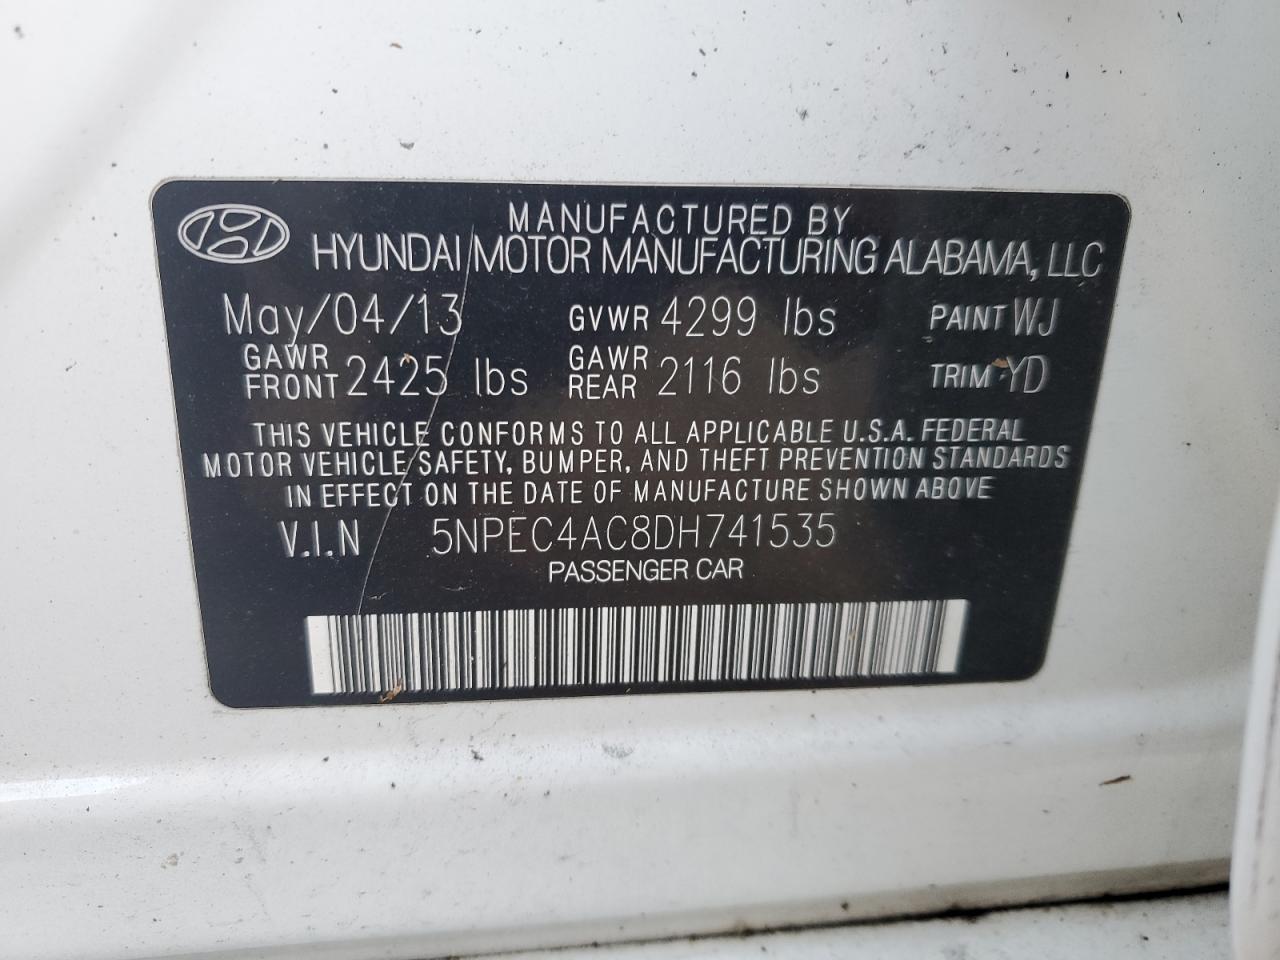 MANUFACTURED BY
HYUNDAI MOTOR MANUFACTURING ALABAMA, LLC
May/04/13 GVWR 4299 lbs PAINT WJ
GAWR FRONT 2425 lbs GAWR REAR 2116 lbs TRIM YD
THIS VEHICLE CONFORMS TO ALL APPLICABLE U.S.A. FEDERAL
MOTOR VEHICLE SAFETY, BUMPER, AND THEFT PREVENTION STANDARDS
IN EFFECT ON THE DATE OF MANUFACTURE SHOWN ABOVE
V.I.N 5NPEC4AC8DH741535
PASSENGER CAR